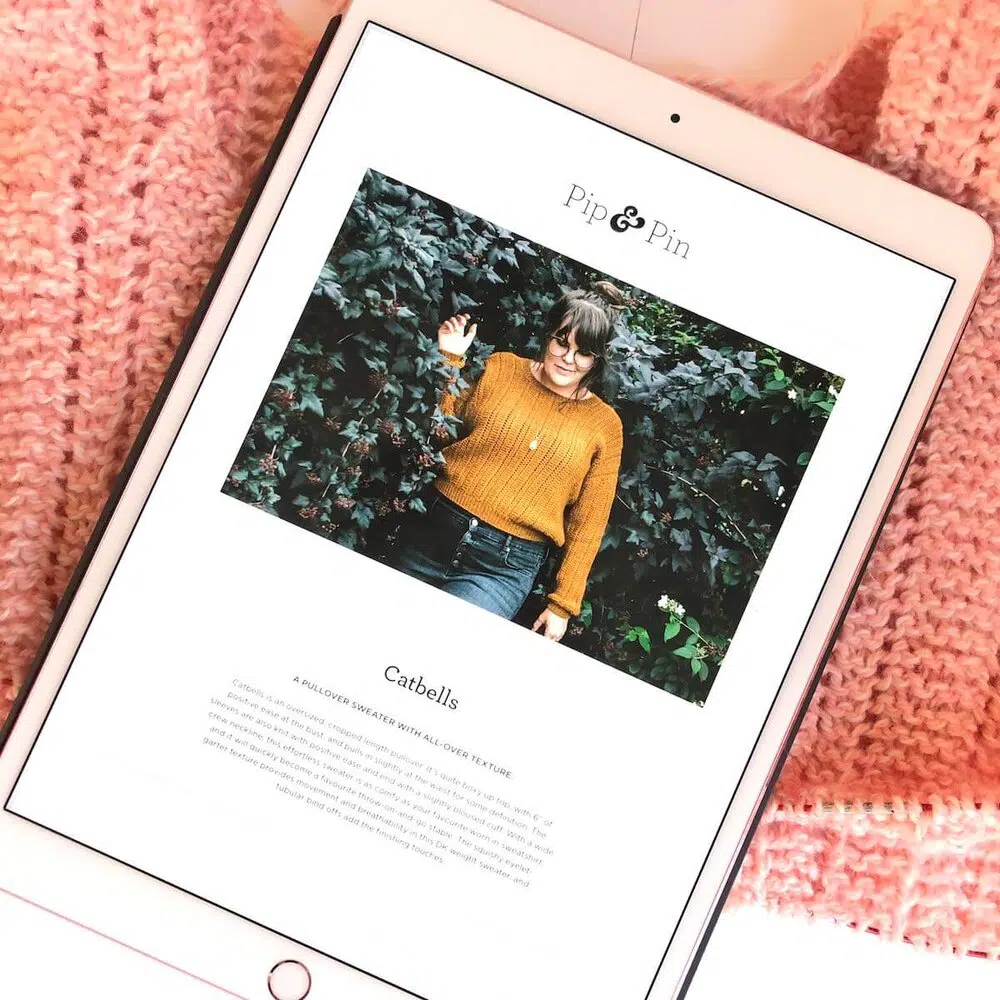 Pip & Pin
Catbells
A PULLOVER SWEATER WITH ALL-OVER TEXTURE
Catbells is an oversized, cropped length pullover. It's quite boxy up top, with 6" of
positive ease at the bust, and pulls in slightly at the waist for some definition. The
sleeves are also knit with positive ease and end with a slightly bloused cuff. With a wide
crew neckline, this effortless sweater is as comfy as your favourite worn in sweatshirt,
and it will quickly become a favourite throw-on-and-go staple. The squishy eyelet-
garter texture provides movement and breathability in this DK weight sweater and
tubular bind offs add the finishing touches.